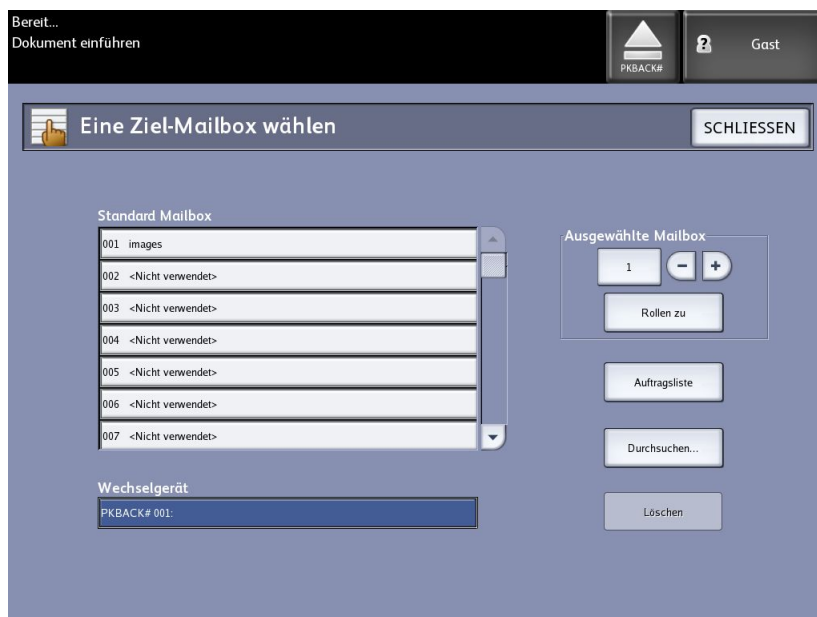 Bereit...
Dokument einführen
PKBACK#
Gast
Eine Ziel-Mailbox wählen
SCHLIESSEN
Standard Mailbox
001 images
002 <Nicht verwendet>
003 <Nicht verwendet>
004 <Nicht verwendet>
005 <Nicht verwendet>
006 <Nicht verwendet>
007 <Nicht verwendet>
Ausgewählte Mailbox
1 - +
Rollen zu
Auftragsliste
Durchsuchen...
Löschen
Wechselgerät
PKBACK# 001: